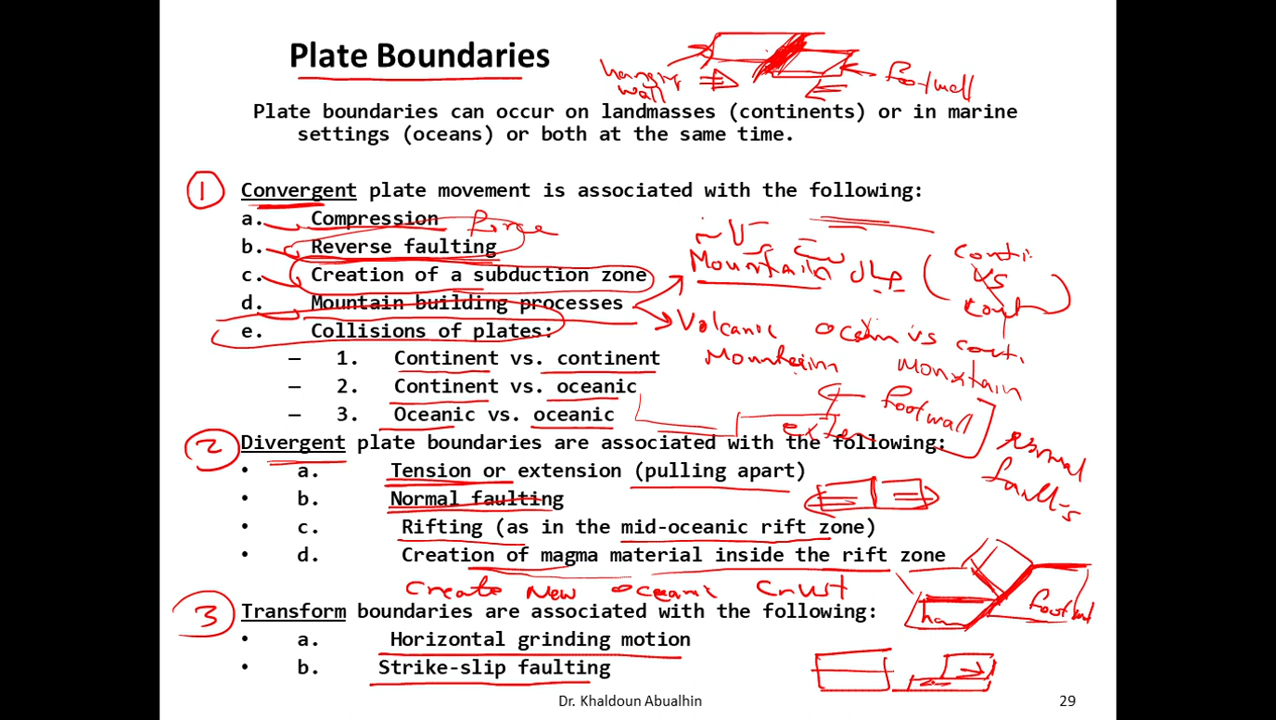 Plate Boundaries
hanging
wall
footwall
Plate boundaries can occur on landmasses (continents) or in marine
settings (oceans) or both at the same time.
1
Convergent plate movement is associated with the following:
a. Compression
b. Reverse faulting
c. Creation of a subduction zone
Mountain جبال
conti
vs
cont
d. Mountain building processes
Volcanic
Mountain
vs conti
mountain
e. Collisions of plates:
– 1. Continent vs. continent
– 2. Continent vs. oceanic
– 3. Oceanic vs. oceanic
footwall
exten
normal
faults
2
Divergent plate boundaries are associated with the following:
• a. Tension or extension (pulling apart)
• b. Normal faulting
• c. Rifting (as in the mid-oceanic rift zone)
• d. Creation of magma material inside the rift zone
Create New oceanic Crust
han
3
Transform boundaries are associated with the following:
• a. Horizontal grinding motion
• b. Strike-slip faulting
Dr. Khaldoun Abualhin
29